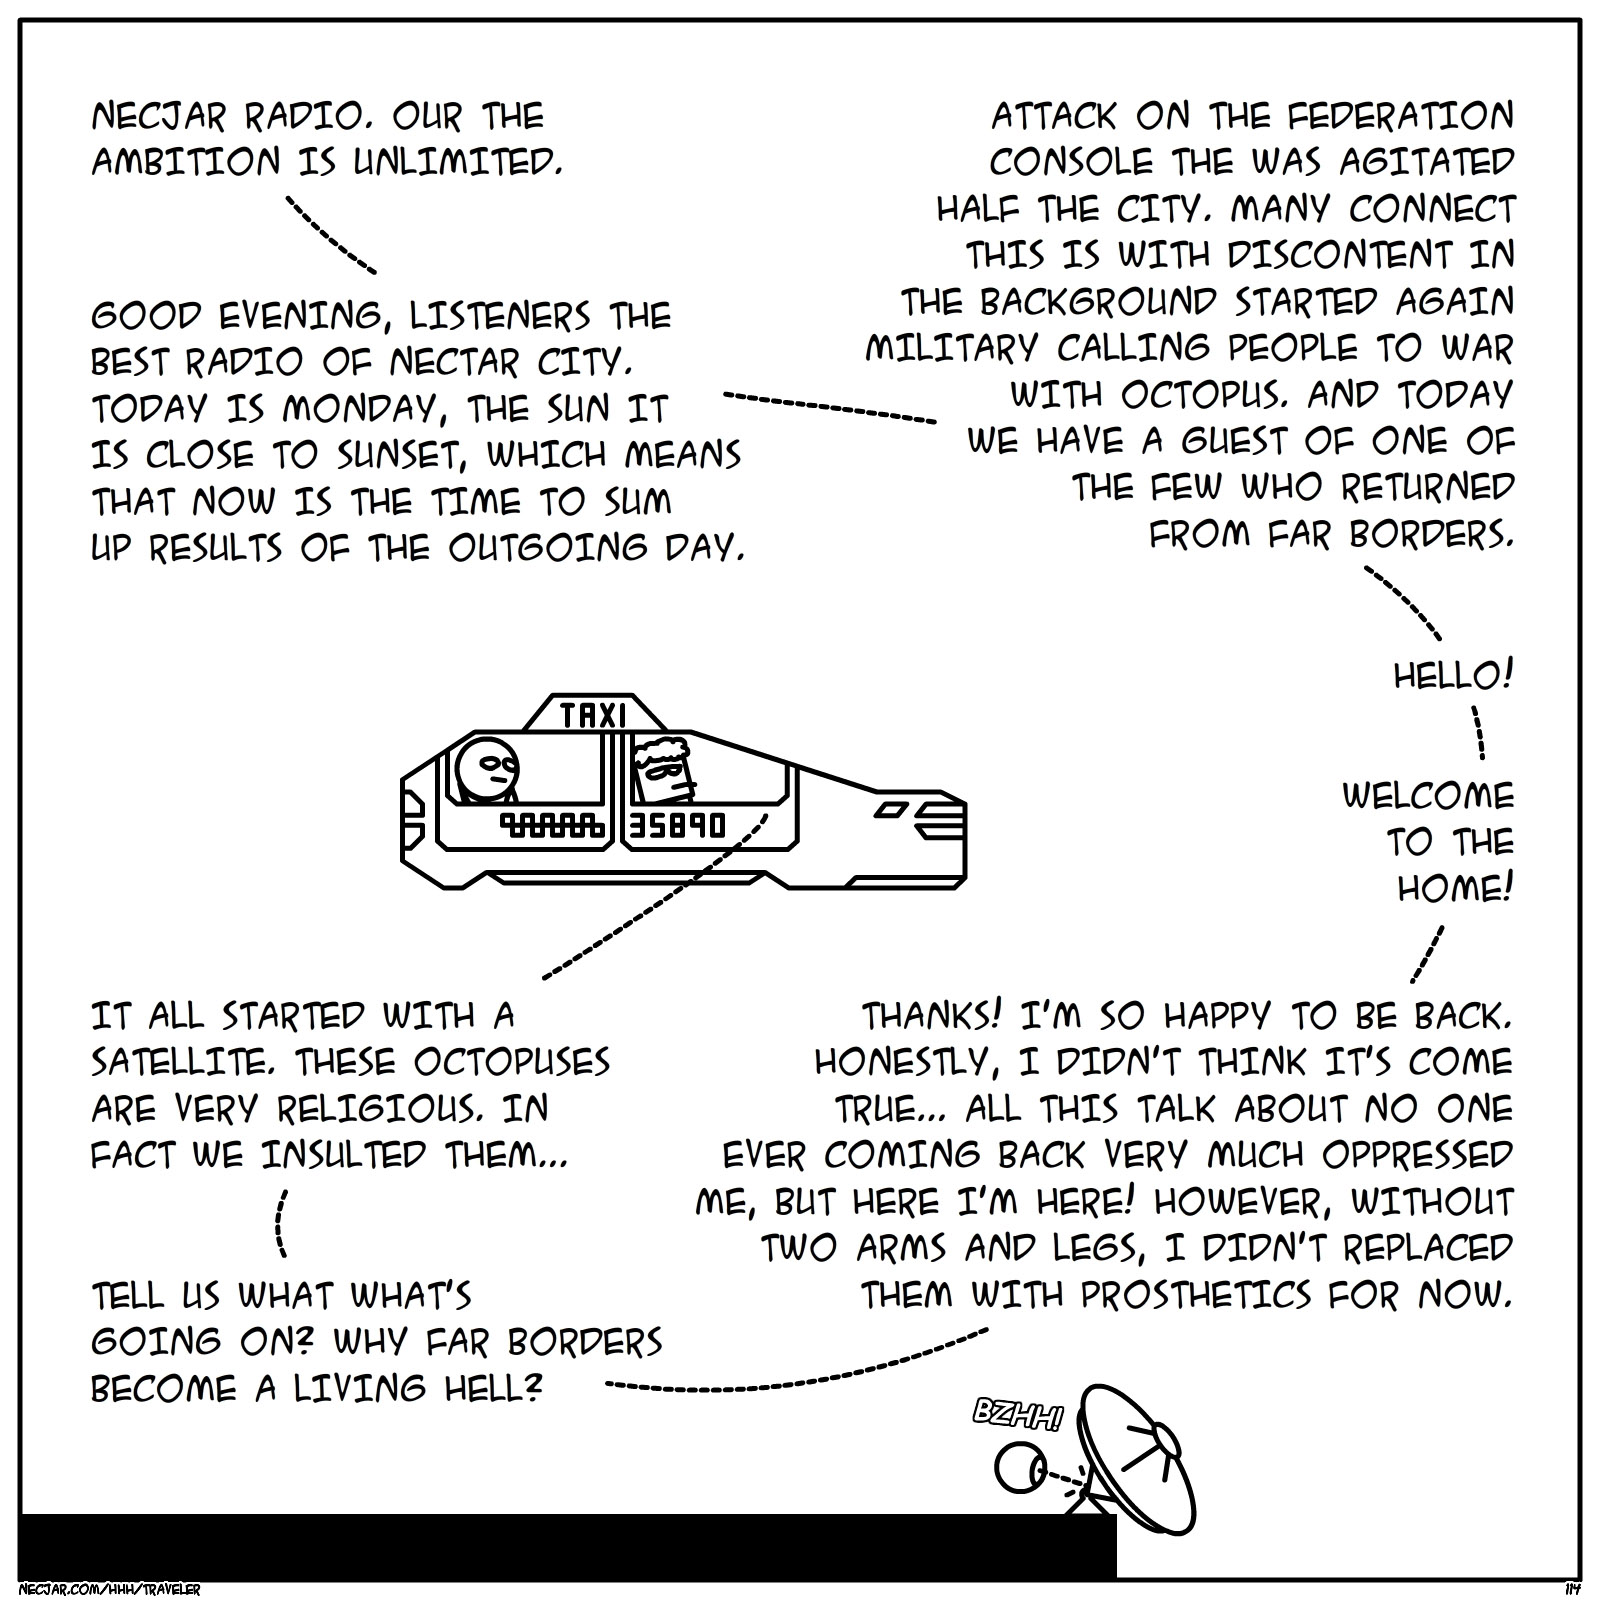 NECJAR RADIO. OUR THE
AMBITION IS UNLIMITED.
GOOD EVENING, LISTENERS THE
BEST RADIO OF NECTAR CITY.
TODAY IS MONDAY, THE SUN IT
IS CLOSE TO SUNSET, WHICH MEANS
THAT NOW IS THE TIME TO SUM
UP RESULTS OF THE OUTGOING DAY.
ATTACK ON THE FEDERATION
CONSOLE THE WAS AGITATED
HALF THE CITY. MANY CONNECT
THIS IS WITH DISCONTENT IN
THE BACKGROUND STARTED AGAIN
MILITARY CALLING PEOPLE TO WAR
WITH OCTOPUS. AND TODAY
WE HAVE A GUEST OF ONE OF
THE FEW WHO RETURNED
FROM FAR BORDERS.
HELLO!
WELCOME
TO THE
HOME!
THANKS! I'M SO HAPPY TO BE BACK.
HONESTLY, I DIDN'T THINK IT'S COME
TRUE... ALL THIS TALK ABOUT NO ONE
EVER COMING BACK VERY MUCH OPPRESSED
ME, BUT HERE I'M HERE! HOWEVER, WITHOUT
TWO ARMS AND LEGS, I DIDN'T REPLACED
THEM WITH PROSTHETICS FOR NOW.
TELL US WHAT WHAT'S
GOING ON? WHY FAR BORDERS
BECOME A LIVING HELL?
IT ALL STARTED WITH A
SATELLITE. THESE OCTOPUSES
ARE VERY RELIGIOUS. IN
FACT WE INSULTED THEM...
TAXI
35890
BZHH!
NECJAR.COM/HHH/TRAVELER
114